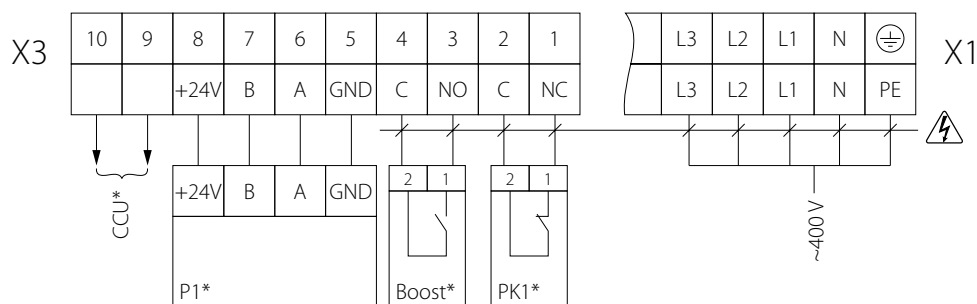 X3
10 9 8 7 6 5 4 3 2 1
L3 L2 L1 N
X1
+24V B A GND C NO C NC
L3 L2 L1 N PE
CCU*
+24V B A GND
2 1
2 1
~400 V
P1*
Boost*
PK1*